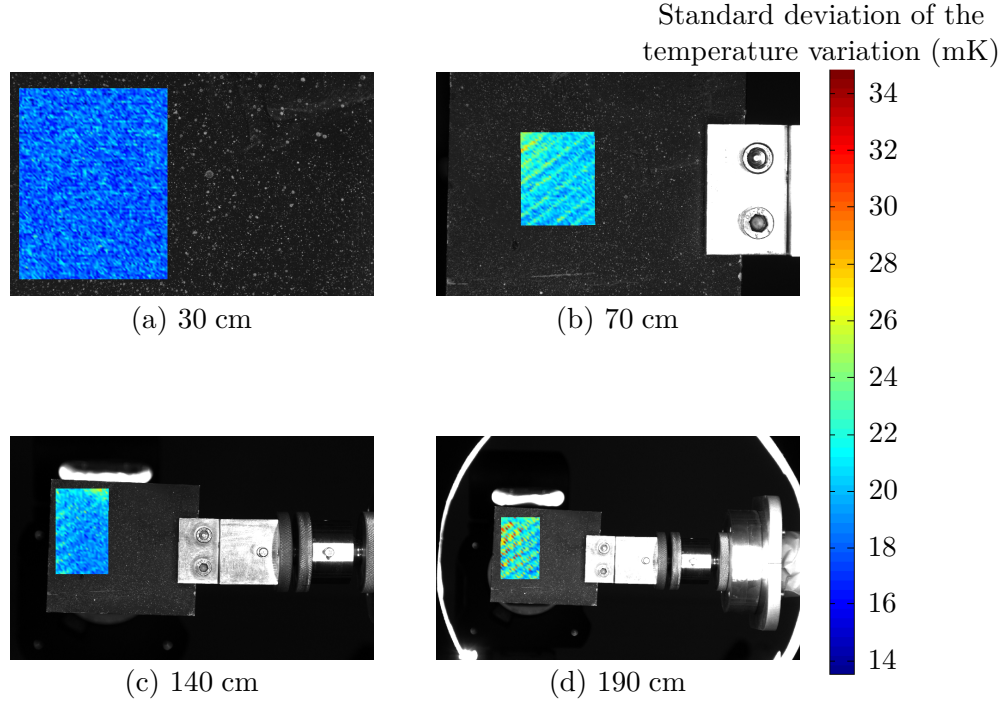 Standard deviation of the
temperature variation (mK)
34
32
30
28
26
24
22
20
18
16
14
(a) 30 cm
(b) 70 cm
(c) 140 cm
(d) 190 cm